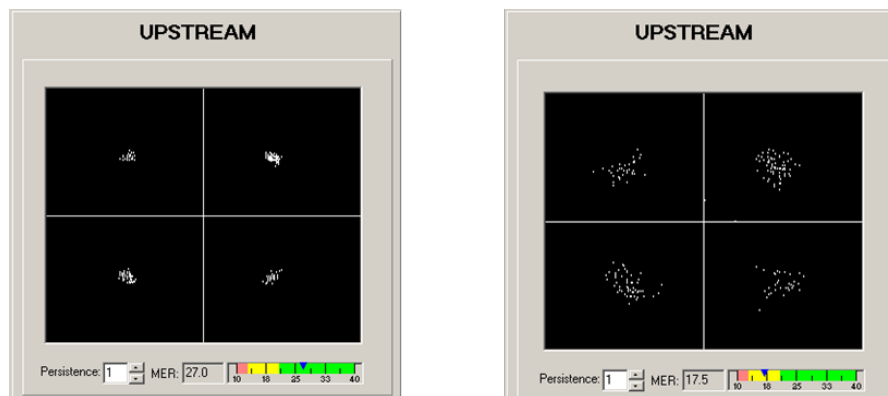 UPSTREAM
Persistence: 1 MER: 27.0
10 18 25 33 40
UPSTREAM
Persistence: 1 MER: 17.5
10 18 25 33 40